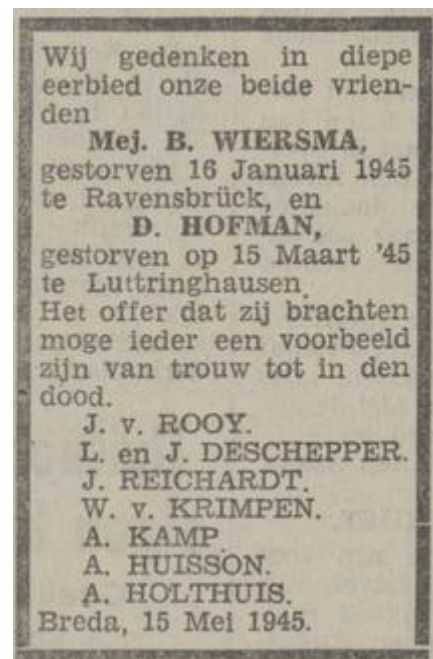 Wij gedenken in diepe
eerbied onze beide vrien-
den
Mej. B. WIERSMA,
gestorven 16 Januari 1945
te Ravensbrück, en
D. HOFMAN,
gestorven op 15 Maart '45
te Luttringhausen.
Het offer dat zij brachten
moge ieder een voorbeeld
zijn van trouw tot in den
dood.
J. v. ROOY.
L. en J. DESCHEPPER.
J. REICHARDT.
W. v. KRIMPEN.
A. KAMP.
A. HUISSON.
A. HOLTHUIS.
Breda, 15 Mei 1945.